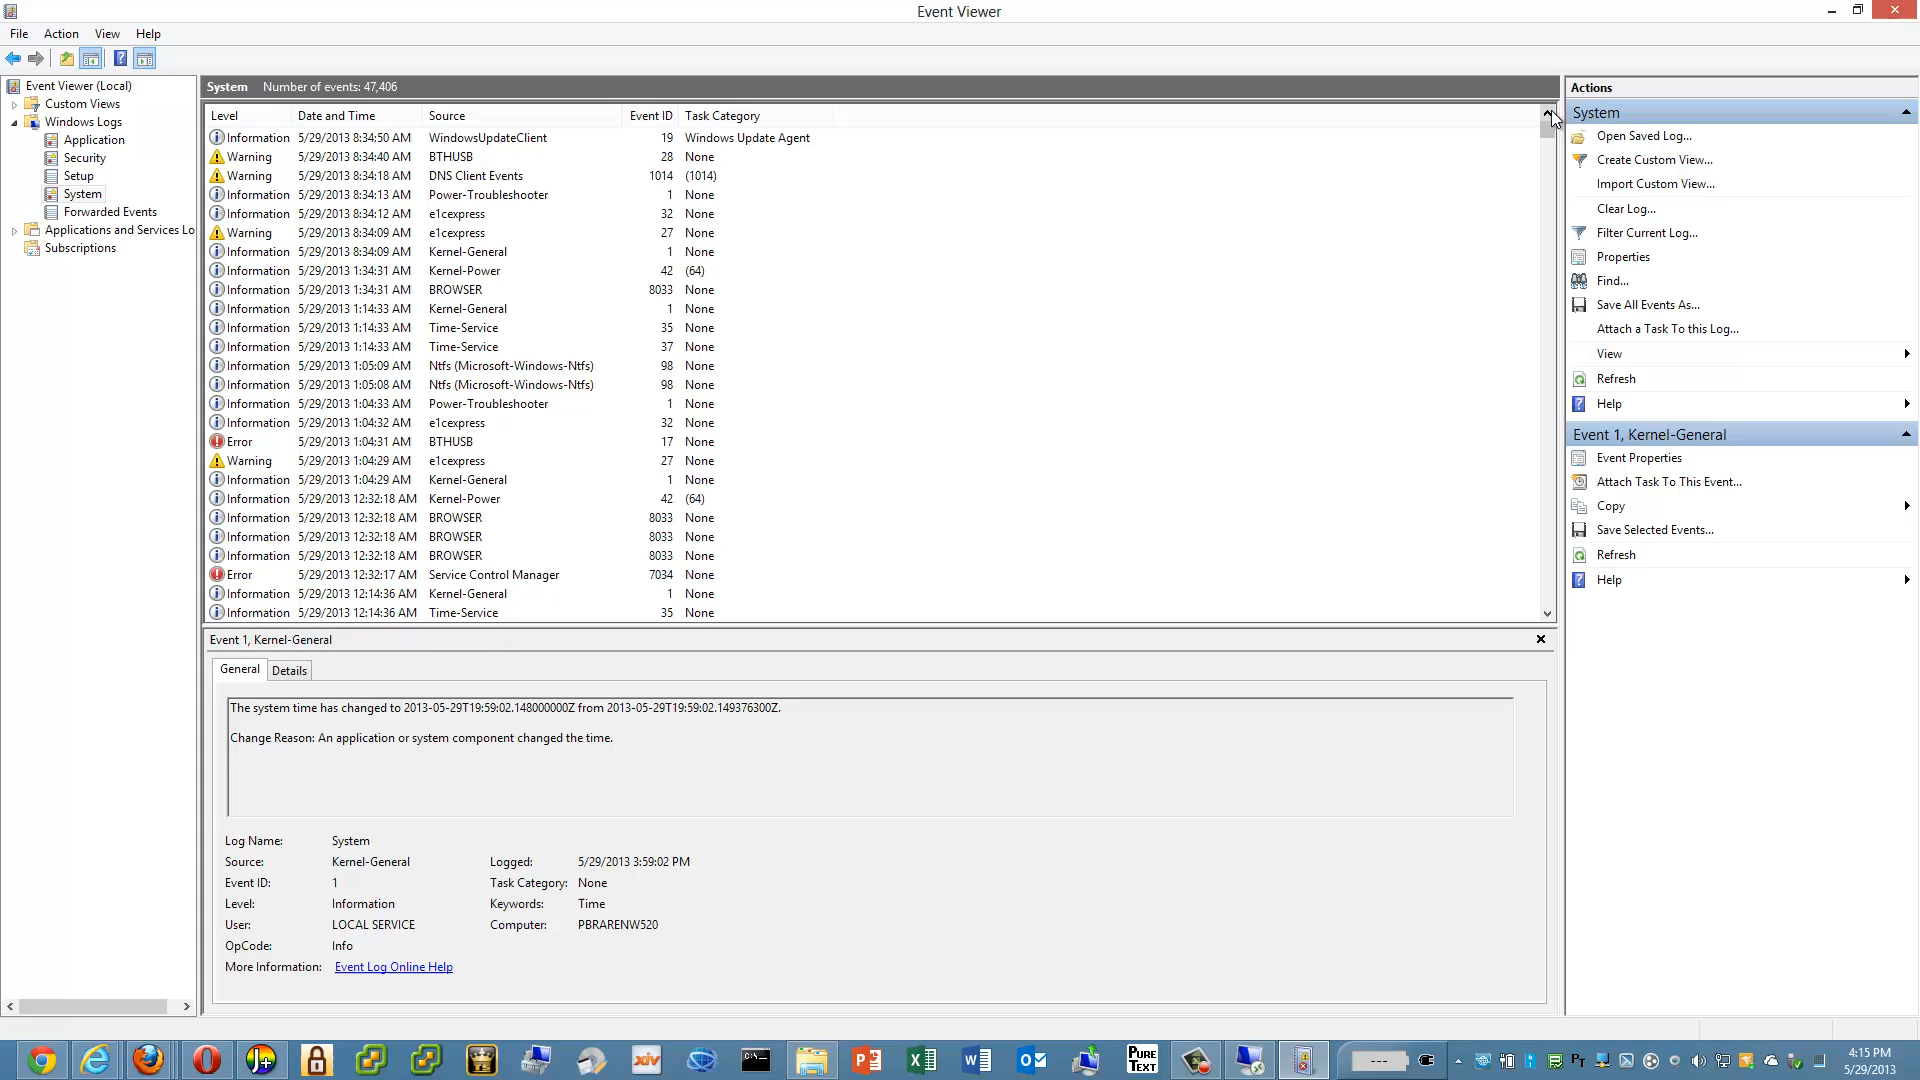 Event Viewer
File Action View Help
Event Viewer (Local)
Custom Views
Windows Logs
Application
Security
Setup
System
Forwarded Events
Applications and Services Lo
Subscriptions
System Number of events: 47,406
Level Date and Time Source Event ID Task Category
Information 5/29/2013 8:34:50 AM WindowsUpdateClient 19 Windows Update Agent
Warning 5/29/2013 8:34:40 AM BTHUSB 28 None
Warning 5/29/2013 8:34:18 AM DNS Client Events 1014 (1014)
Information 5/29/2013 8:34:13 AM Power-Troubleshooter 1 None
Information 5/29/2013 8:34:12 AM e1cexpress 32 None
Warning 5/29/2013 8:34:09 AM e1cexpress 27 None
Information 5/29/2013 8:34:09 AM Kernel-General 1 None
Information 5/29/2013 1:34:31 AM Kernel-Power 42 (64)
Information 5/29/2013 1:34:31 AM BROWSER 8033 None
Information 5/29/2013 1:14:33 AM Kernel-General 1 None
Information 5/29/2013 1:14:33 AM Time-Service 35 None
Information 5/29/2013 1:14:33 AM Time-Service 37 None
Information 5/29/2013 1:05:09 AM Ntfs (Microsoft-Windows-Ntfs) 98 None
Information 5/29/2013 1:05:08 AM Ntfs (Microsoft-Windows-Ntfs) 98 None
Information 5/29/2013 1:04:33 AM Power-Troubleshooter 1 None
Information 5/29/2013 1:04:32 AM e1cexpress 32 None
Error 5/29/2013 1:04:31 AM BTHUSB 17 None
Warning 5/29/2013 1:04:29 AM e1cexpress 27 None
Information 5/29/2013 1:04:29 AM Kernel-General 1 None
Information 5/29/2013 12:32:18 AM Kernel-Power 42 (64)
Information 5/29/2013 12:32:18 AM BROWSER 8033 None
Information 5/29/2013 12:32:18 AM BROWSER 8033 None
Information 5/29/2013 12:32:18 AM BROWSER 8033 None
Error 5/29/2013 12:32:17 AM Service Control Manager 7034 None
Information 5/29/2013 12:14:36 AM Kernel-General 1 None
Information 5/29/2013 12:14:36 AM Time-Service 35 None
Event 1, Kernel-General
General Details
The system time has changed to 2013-05-29T19:59:02.148000000Z from 2013-05-29T19:59:02.149376300Z.
Change Reason: An application or system component changed the time.
Log Name: System
Source: Kernel-General Logged: 5/29/2013 3:59:02 PM
Event ID: 1 Task Category: None
Level: Information Keywords: Time
User: LOCAL SERVICE Computer: PBRARENW520
OpCode: Info
More Information: Event Log Online Help
Actions
System
Open Saved Log...
Create Custom View...
Import Custom View...
Clear Log...
Filter Current Log...
Properties
Find...
Save All Events As...
Attach a Task To this Log...
View
Refresh
Help
Event 1, Kernel-General
Event Properties
Attach Task To This Event...
Copy
Save Selected Events...
Refresh
Help
xiv
C:\
PURE
TEXT
---
4:15 PM
5/29/2013